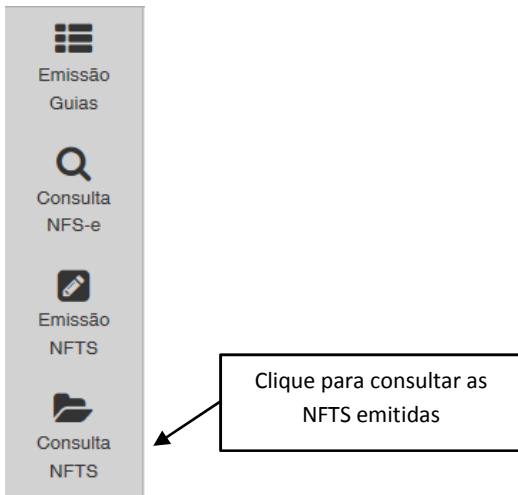 Emissão
Guias
Consulta
NFS-e
Emissão
NFTS
Consulta
NFTS
Clique para consultar as
NFTS emitidas